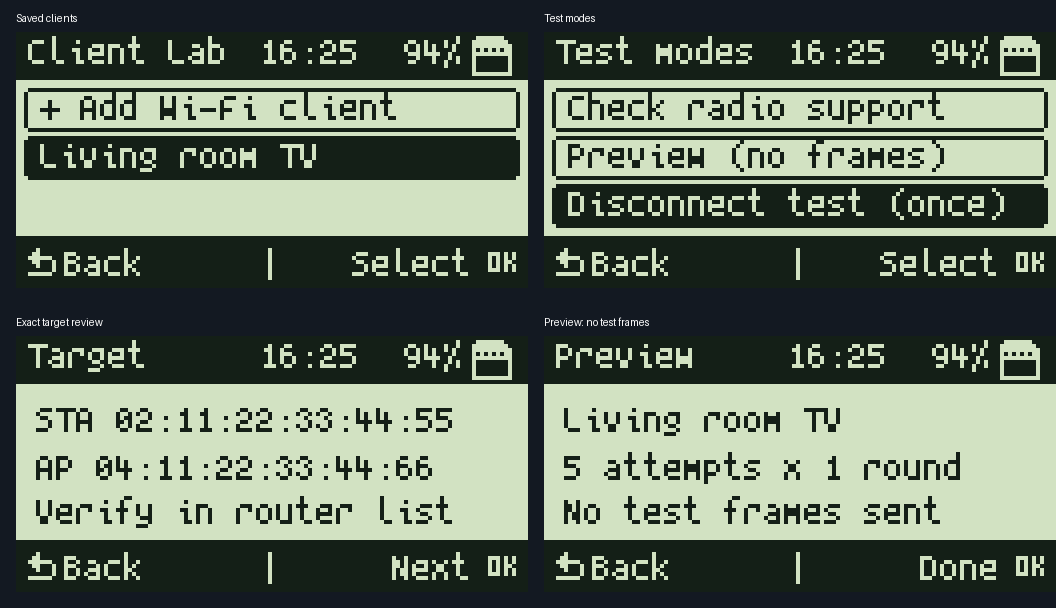 Saved clients
Client Lab 16:25 94%
+ Add Wi-Fi client
Living room TV
Back | Select OK
Test modes
Test modes 16:25 94%
Check radio support
Preview (no frames)
Disconnect test (once)
Back | Select OK
Exact target review
Target 16:25 94%
STA 02:11:22:33:44:55
AP 04:11:22:33:44:66
Verify in router list
Back | Next OK
Preview: no test frames
Preview 16:25 94%
Living room TV
5 attempts x 1 round
No test frames sent
Back | Done OK